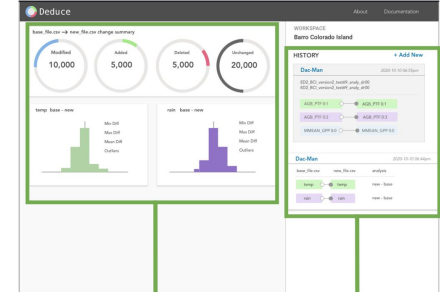 Deduce
About Documentation
base_file.csv → new_file.csv change summary
Modified
10,000
Added
5,000
Deleted
5,000
Unchanged
20,000
temp base - new
Min Diff
Max Diff
Mean Diff
Outliers
rain base - new
Min Diff
Max Diff
Mean Diff
Outliers
WORKSPACE
Barro Colorado Island
HISTORY + Add New
Dac-Man
AGB_PTF 0:1 AGB_PTF 0:1
AGB_PTF 0:2 AGB_PTF 0:2
MMEAN_GPP 0:0 MMEAN_GPP 0:0
Dac-Man
base_file.csv new_file.csv analysis
temp temp new - base
rain rain new - base